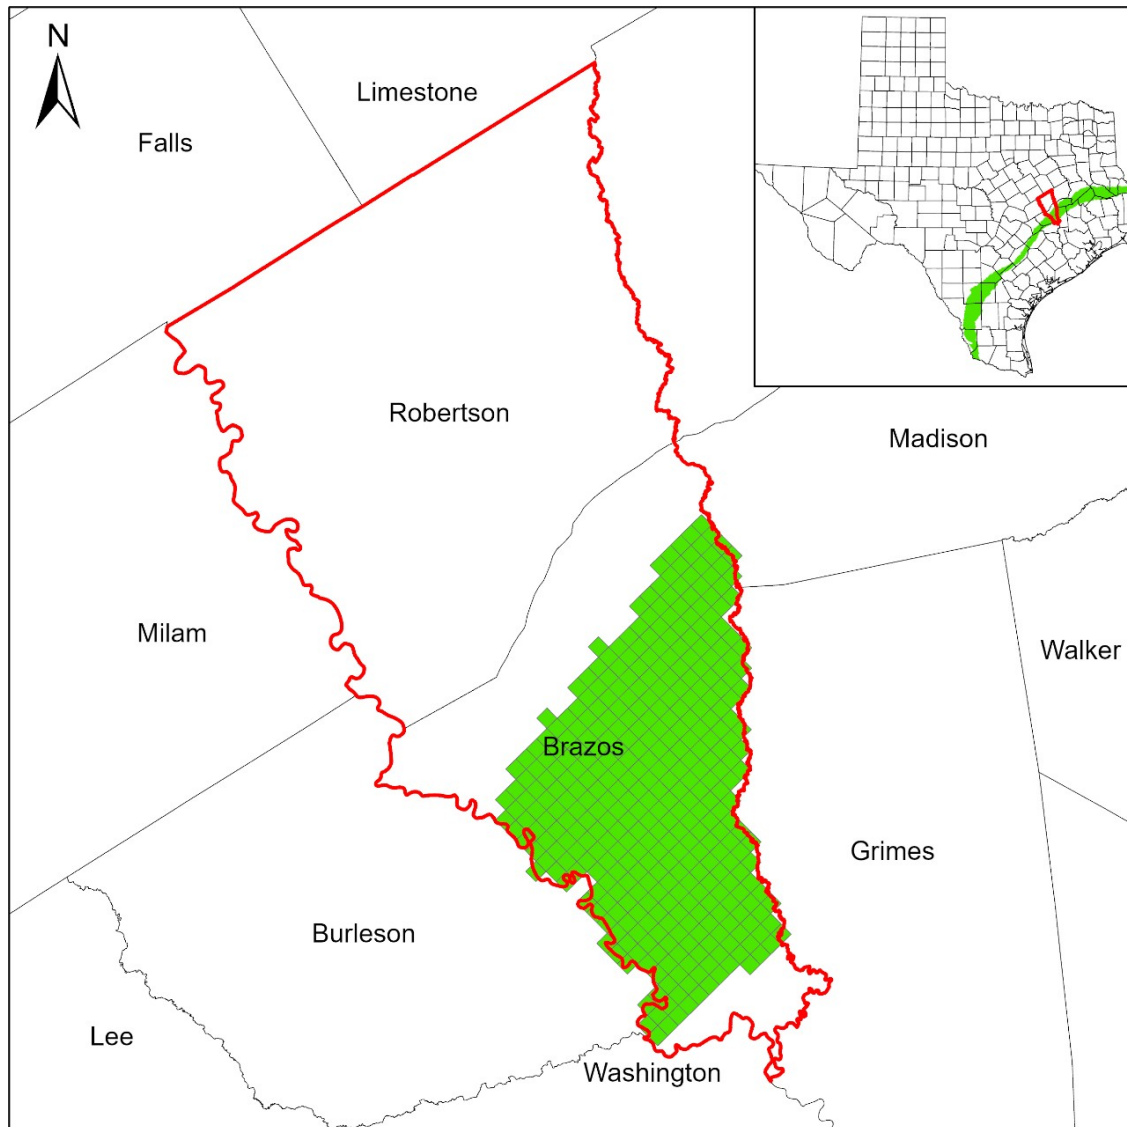 N
Limestone
Falls
Robertson
Madison
Milam
Walker
Brazos
Grimes
Burleson
Lee
Washington